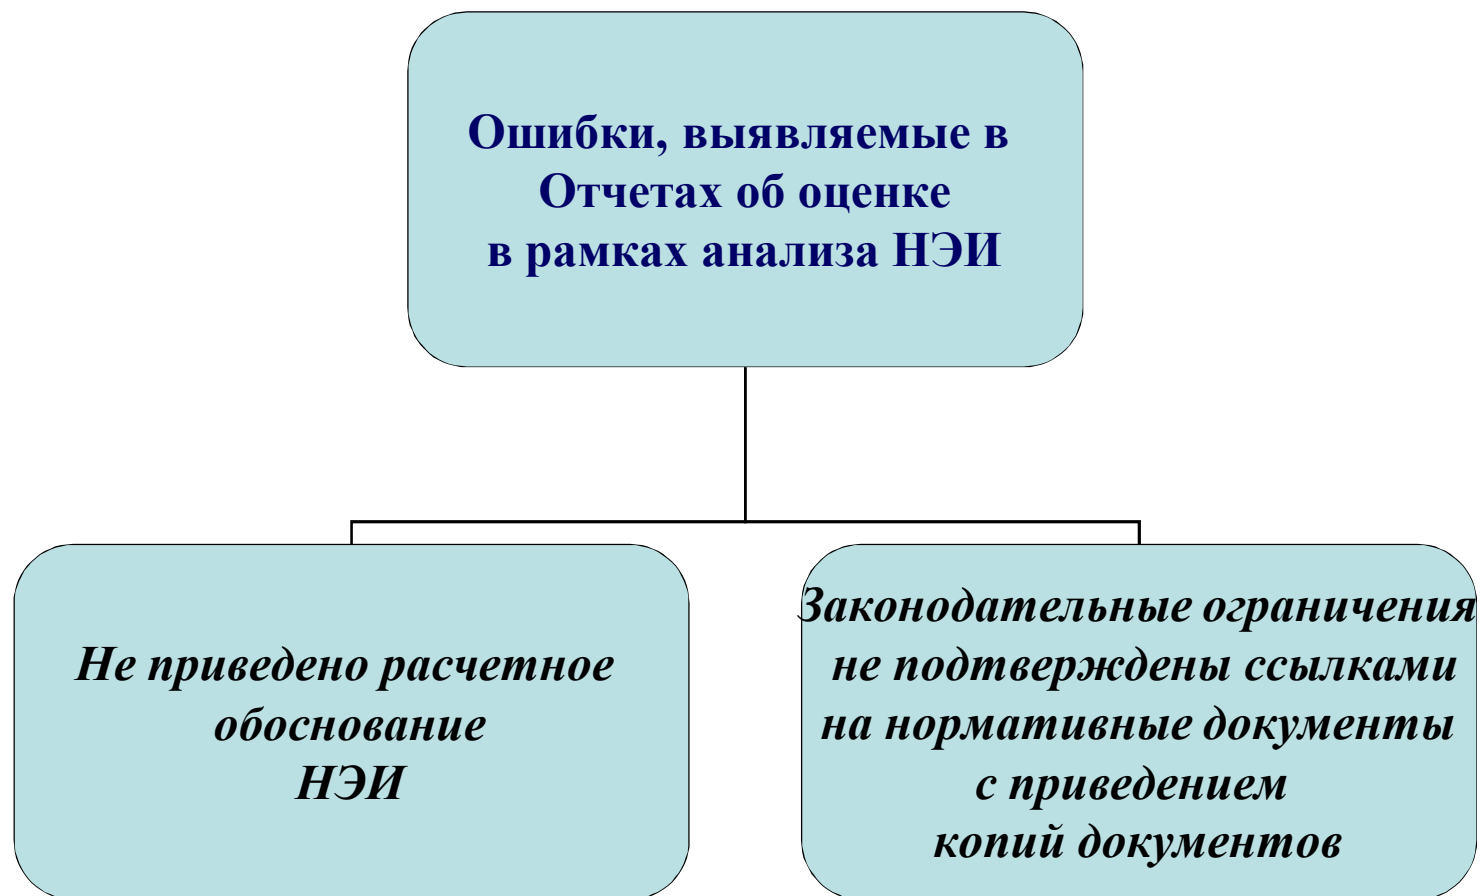 Ошибки, выявляемые в
Отчетах об оценке
в рамках анализа НЭИ
Не приведено расчетное
обоснование
НЭИ
Законодательные ограничения
не подтверждены ссылками
на нормативные документы
с приведением
копий документов